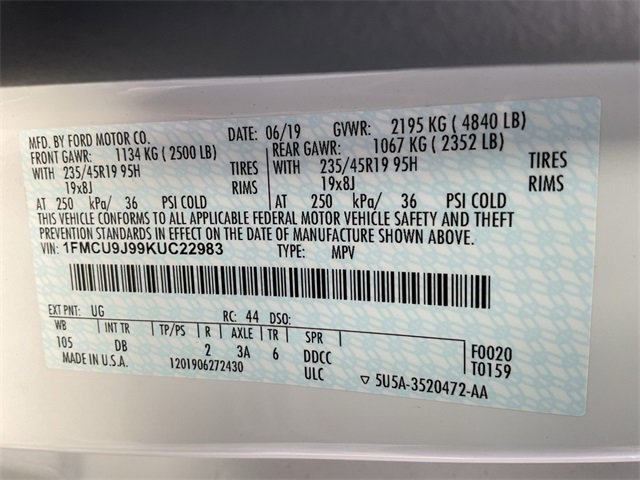 MFD. BY FORD MOTOR CO. DATE: 06/19 GVWR: 2195 KG ( 4840 LB)
FRONT GAWR: 1134 KG ( 2500 LB) REAR GAWR: 1067 KG ( 2352 LB)
WITH 235/45R19 95H TIRES WITH 235/45R19 95H TIRES
19x8J RIMS 19x8J RIMS
AT 250 kPa/ 36 PSI COLD AT 250 kPa/ 36 PSI COLD
THIS VEHICLE CONFORMS TO ALL APPLICABLE FEDERAL MOTOR VEHICLE SAFETY AND THEFT
PREVENTION STANDARDS IN EFFECT ON THE DATE OF MANUFACTURE SHOWN ABOVE.
VIN: 1FMCU9J99KUC22983 TYPE: MPV
EXT PNT: UG RC: 44 DSO:
WB INT TR TP/PS R AXLE TR SPR
105 DB 2 3A 6 DDCC F0020
MADE IN U.S.A. 1201906272430 ULC T0159
▽ 5U5A-3520472-AA